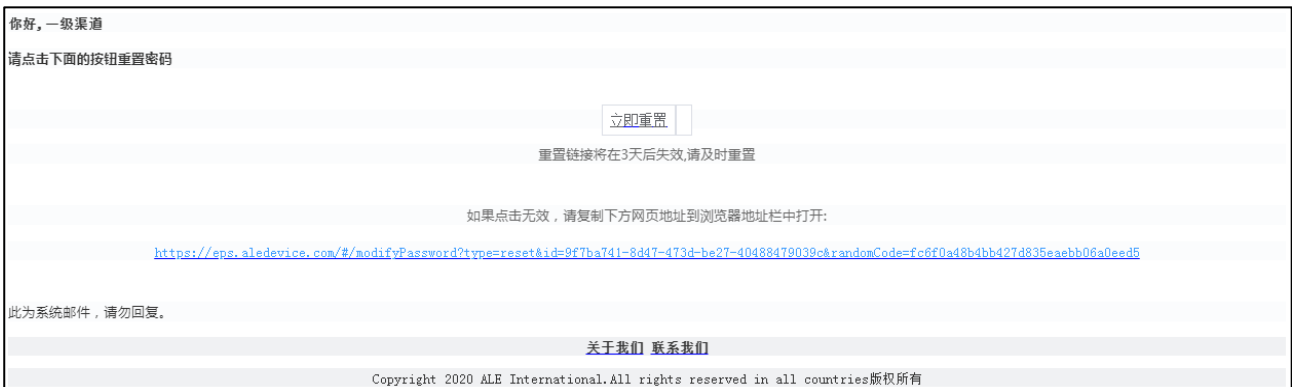 你好,一级渠道
请点击下面的按钮重置密码
立即重置
重置链接将在3天后失效,请及时重置
如果点击无效，请复制下方网页地址到浏览器地址栏中打开:
https://eps.aledevice.com/#/modifyPassword?type=reset&id=9f7ba741-8d47-473d-be27-40488479039c&randomCode=fc6f0a48b4bb427d835eaebb06a0eed5
此为系统邮件，请勿回复。
关于我们 联系我们
Copyright 2020 ALE International.All rights reserved in all countries版权所有